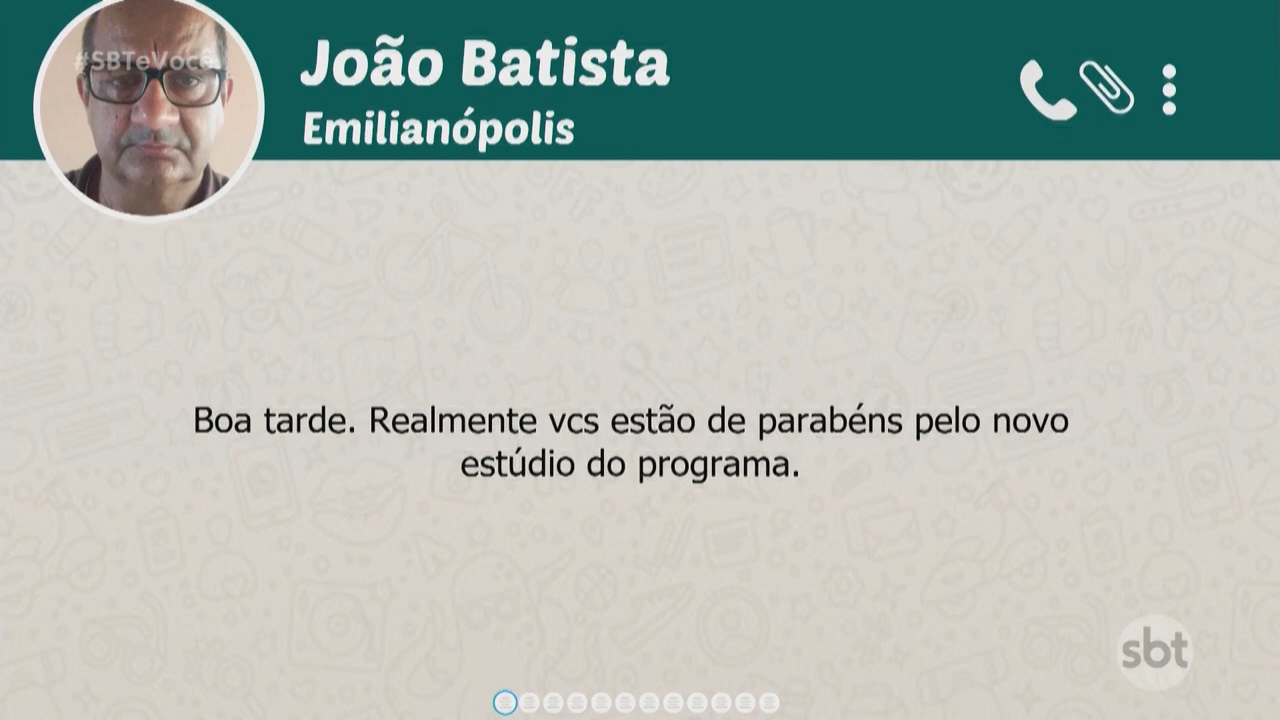 #SBTeVocê
João Batista
Emilianópolis
Boa tarde. Realmente vcs estão de parabéns pelo novo
estúdio do programa.
sbt